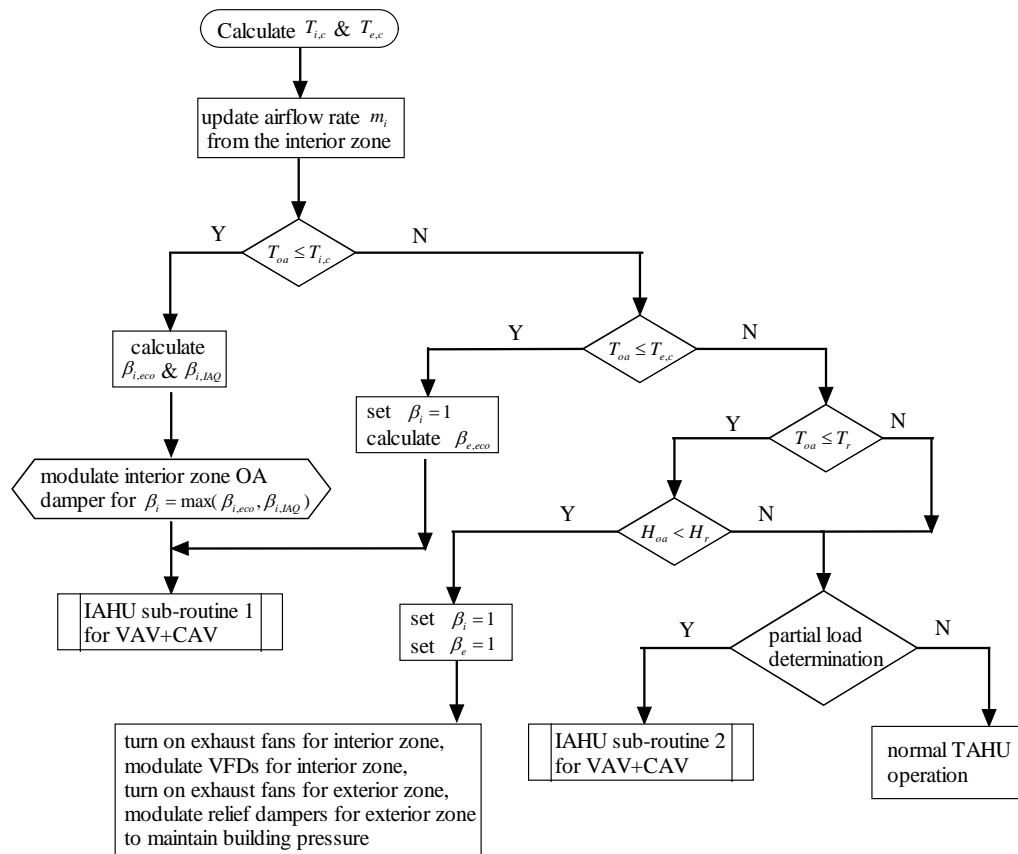 Calculate T_{i,c} & T_{e,c}
update airflow rate m_i
from the interior zone
Y
N
T_{oa} ≤ T_{i,c}
Y
N
T_{oa} ≤ T_{e,c}
calculate
β_{i,eco} & β_{i,IAQ}
set β_i = 1
calculate β_{e,eco}
Y
N
T_{oa} ≤ T_r
modulate interior zone OA
damper for β_i = max(β_{i,eco}, β_{i,IAQ})
Y
N
H_{oa} < H_r
IAHU sub-routine 1
for VAV+CAV
set β_i = 1
set β_e = 1
Y
N
partial load
determination
turn on exhaust fans for interior zone,
modulate VFDs for interior zone,
turn on exhaust fans for exterior zone,
modulate relief dampers for exterior zone
to maintain building pressure
IAHU sub-routine 2
for VAV+CAV
normal TAHU
operation